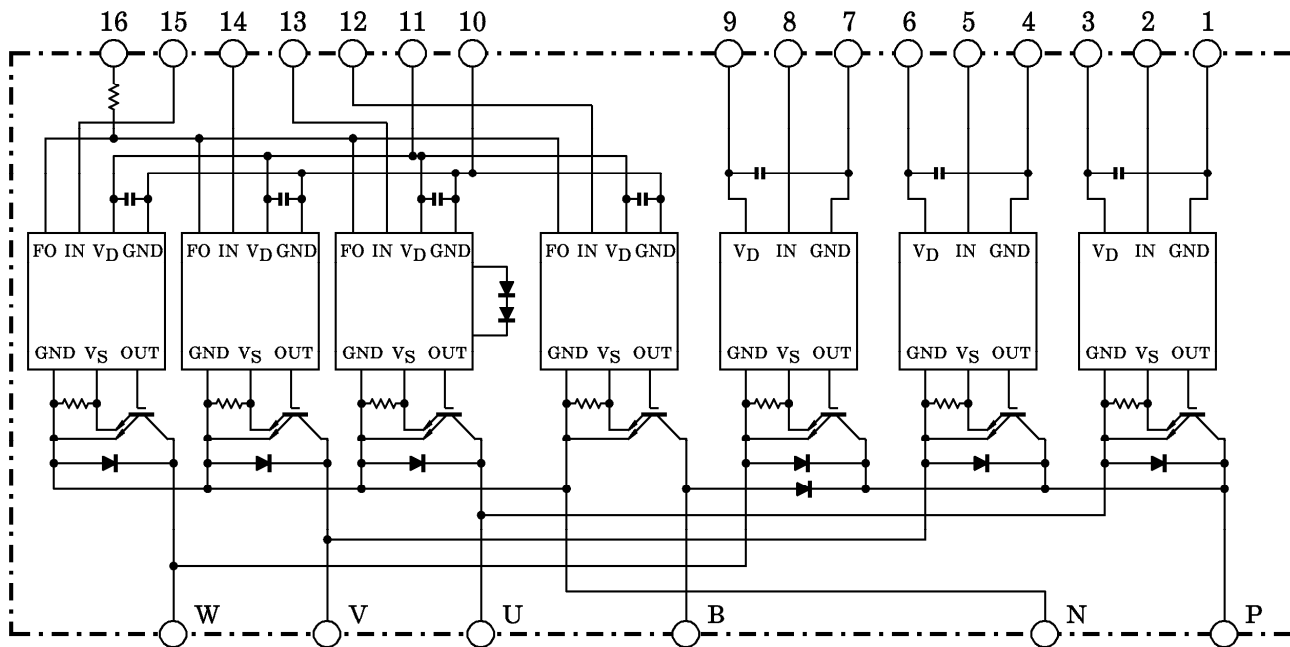 16 15 14 13 12 11 10 9 8 7 6 5 4 3 2 1
FO IN VD GND FO IN VD GND FO IN VD GND FO IN VD GND VD IN GND VD IN GND VD IN GND
GND VS OUT GND VS OUT GND VS OUT GND VS OUT GND VS OUT GND VS OUT GND VS OUT
W V U B N P